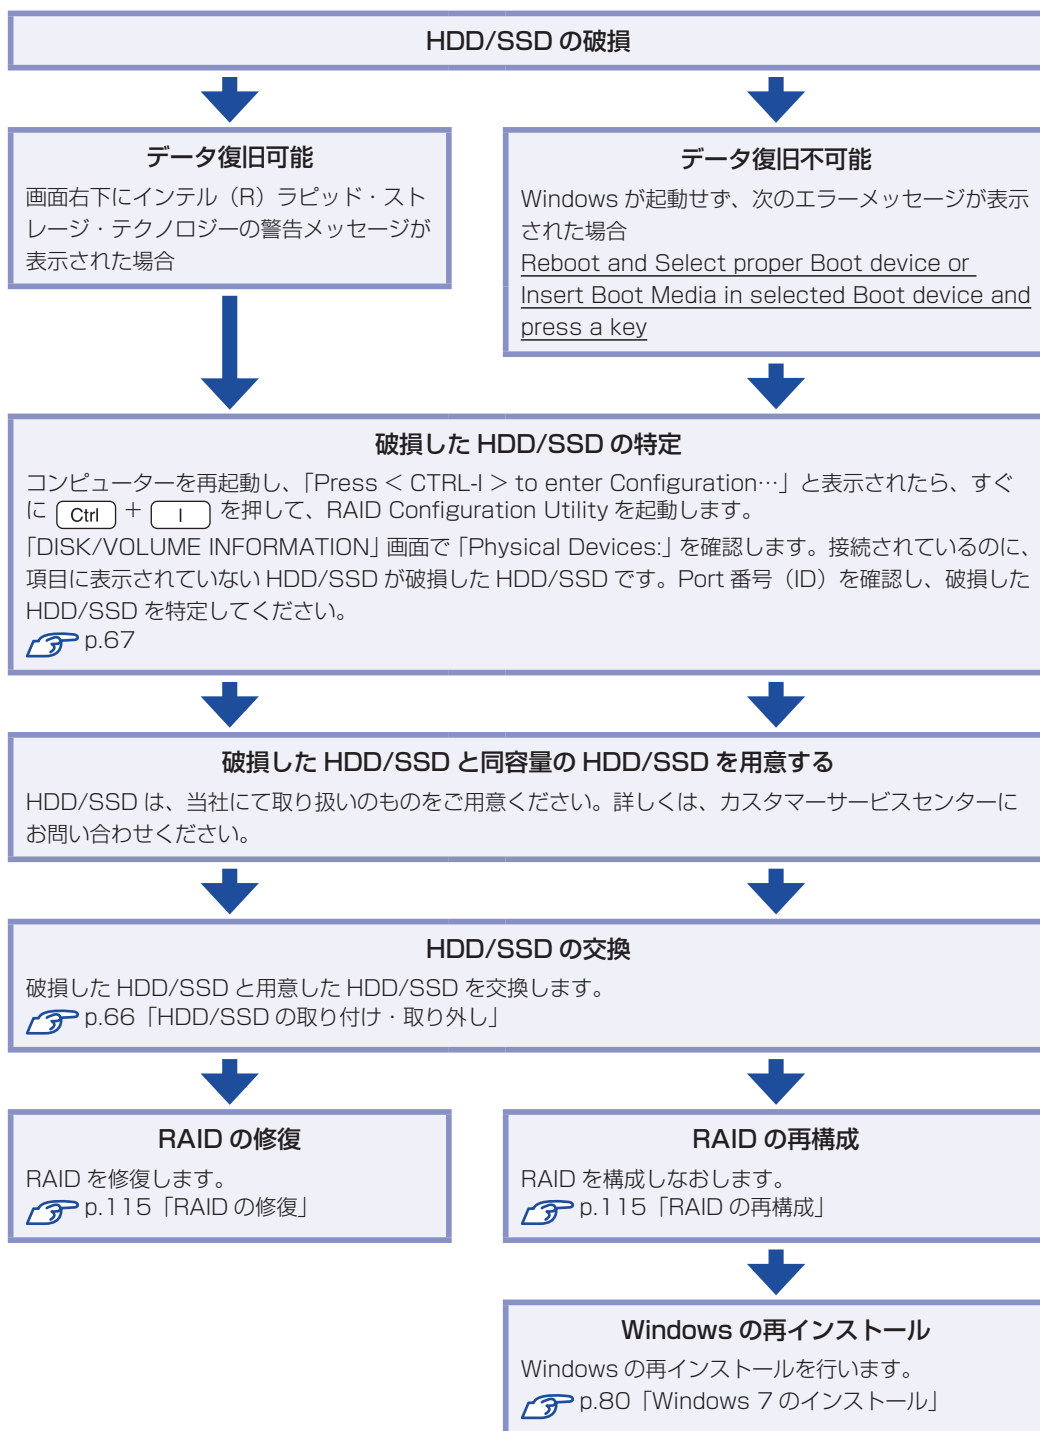 HDD/SSD の破損
データ復旧可能
画面右下にインテル（R）ラピッド・スト
レージ・テクノロジーの警告メッセージが
表示された場合
データ復旧不可能
Windows が起動せず、次のエラーメッセージが表示
された場合
Reboot and Select proper Boot device or
Insert Boot Media in selected Boot device and
press a key
破損した HDD/SSD の特定
コンピューターを再起動し、「Press < CTRL-I > to enter Configuration…」と表示されたら、すぐ
に Ctrl + I を押して、RAID Configuration Utility を起動します。
「DISK/VOLUME INFORMATION」画面で「Physical Devices:」を確認します。接続されているのに、
項目に表示されていない HDD/SSD が破損した HDD/SSD です。Port 番号（ID）を確認し、破損した
HDD/SSD を特定してください。
p.67
破損した HDD/SSD と同容量の HDD/SSD を用意する
HDD/SSD は、当社にて取り扱いのものをご用意ください。詳しくは、カスタマーサービスセンターに
お問い合わせください。
HDD/SSD の交換
破損した HDD/SSD と用意した HDD/SSD を交換します。
p.66「HDD/SSD の取り付け・取り外し」
RAID の修復
RAID を修復します。
p.115「RAID の修復」
RAID の再構成
RAID を構成しなおします。
p.115「RAID の再構成」
Windows の再インストール
Windows の再インストールを行います。
p.80「Windows 7 のインストール」